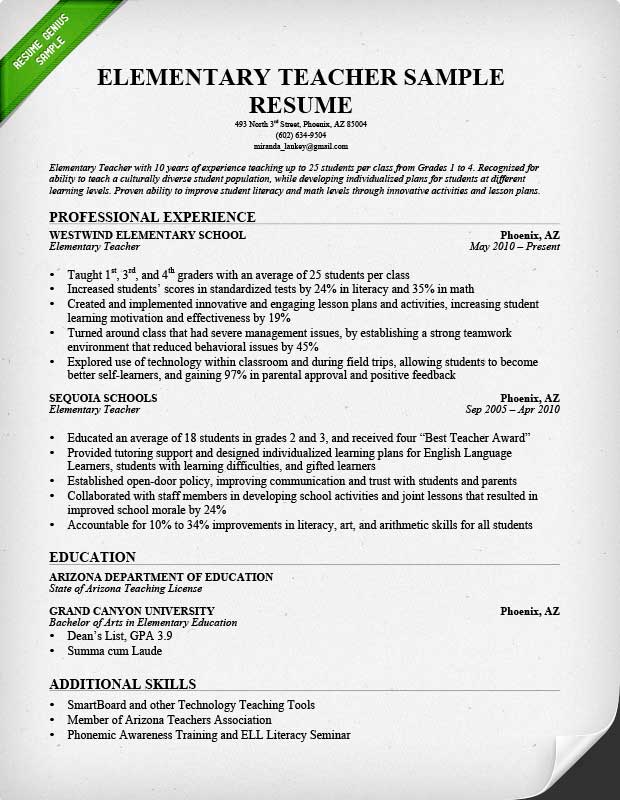 RESUME GENIUS
SAMPLE
ELEMENTARY TEACHER SAMPLE
RESUME
493 North 3rd Street, Phoenix, AZ 85004
(602) 634-9504
miranda_lankey@gmail.com
Elementary Teacher with 10 years of experience teaching up to 25 students per class from Grades 1 to 4. Recognized for
ability to teach a culturally diverse student population, while developing individualized plans for students at different
learning levels. Proven ability to improve student literacy and math levels through innovative activities and lesson plans.
PROFESSIONAL EXPERIENCE
WESTWIND ELEMENTARY SCHOOL Phoenix, AZ
Elementary Teacher May 2010 – Present
• Taught 1st, 3rd, and 4th graders with an average of 25 students per class
• Increased students’ scores in standardized tests by 24% in literacy and 35% in math
• Created and implemented innovative and engaging lesson plans and activities, increasing student
learning motivation and effectiveness by 19%
• Turned around class that had severe management issues, by establishing a strong teamwork
environment that reduced behavioral issues by 45%
• Explored use of technology within classroom and during field trips, allowing students to become
better self-learners, and gaining 97% in parental approval and positive feedback
SEQUOIA SCHOOLS Phoenix, AZ
Elementary Teacher Sep 2005 – Apr 2010
• Educated an average of 18 students in grades 2 and 3, and received four “Best Teacher Award”
• Provided tutoring support and designed individualized learning plans for English Language
Learners, students with learning difficulties, and gifted learners
• Established open-door policy, improving communication and trust with students and parents
• Collaborated with staff members in developing school activities and joint lessons that resulted in
improved school morale by 24%
• Accountable for 10% to 34% improvements in literacy, art, and arithmetic skills for all students
EDUCATION
ARIZONA DEPARTMENT OF EDUCATION
State of Arizona Teaching License
GRAND CANYON UNIVERSITY Phoenix, AZ
Bachelor of Arts in Elementary Education
• Dean’s List, GPA 3.9
• Summa cum Laude
ADDITIONAL SKILLS
• SmartBoard and other Technology Teaching Tools
• Member of Arizona Teachers Association
• Phonemic Awareness Training and ELL Literacy Seminar